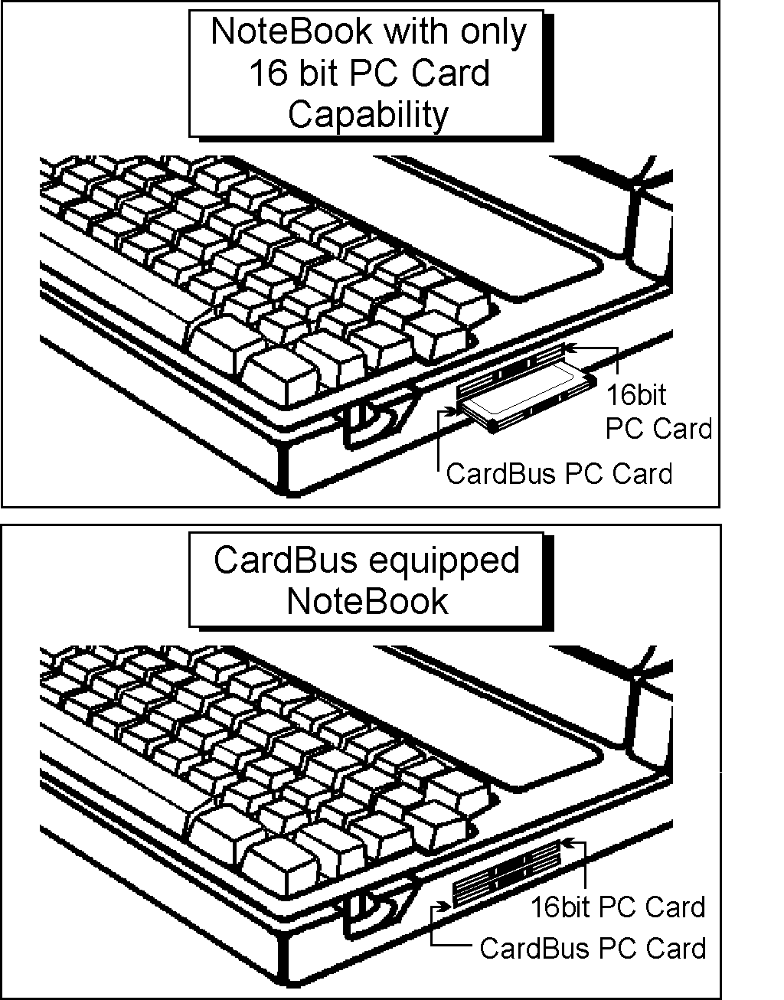 NoteBook with only
16 bit PC Card
Capability
16bit
PC Card
CardBus PC Card
CardBus equipped
NoteBook
16bit PC Card
CardBus PC Card